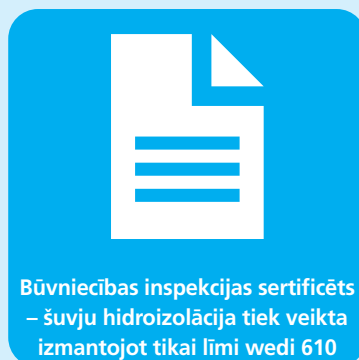 Būvniecības inspekcijas sertificēts
– šuvju hidroizolācija tiek veikta
izmantojot tikai līmi wedi 610